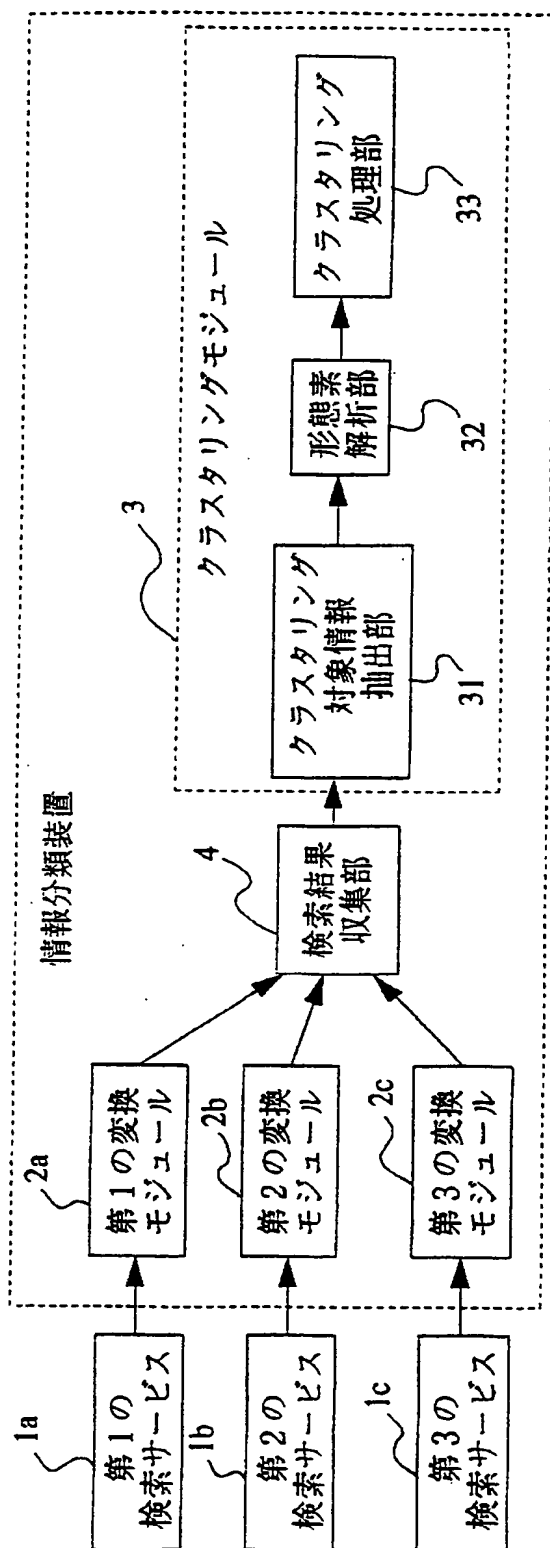 情報分類装置
1a
第1の
検索サービス
1b
第2の
検索サービス
1c
第3の
検索サービス
2a
第1の変換
モジュール
2b
第2の変換
モジュール
2c
第3の変換
モジュール
4
検索結果
収集部
3
クラスタリングモジュール
クラスタリング
対象情報
抽出部
31
形態素
解析部
32
クラスタリング
処理部
33